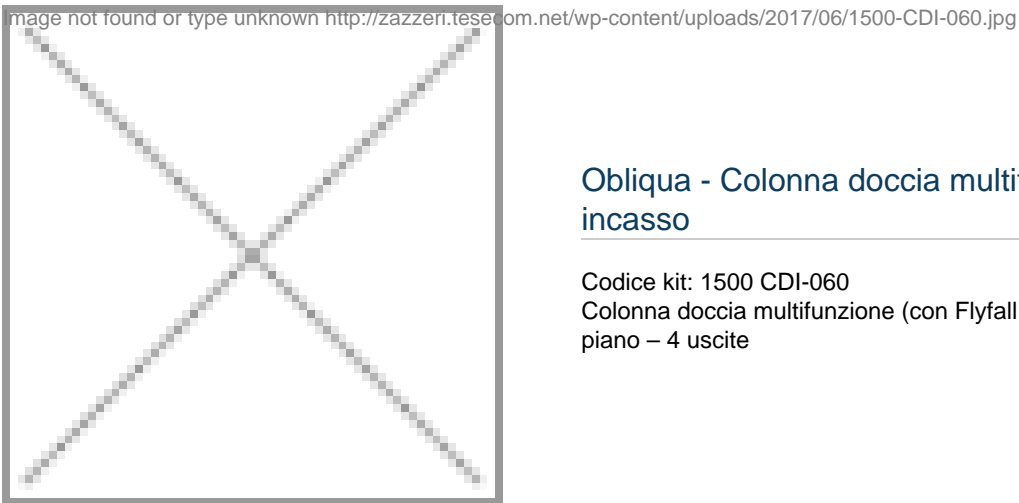 Image not found or type unknown http://zazzeri.tesecom.net/wp-content/uploads/2017/06/1500-CDI-060.jpg
Obliqua - Colonna doccia multi
incasso
Codice kit: 1500 CDI-060
Colonna doccia multifunzione (con Flyfall
piano – 4 uscite